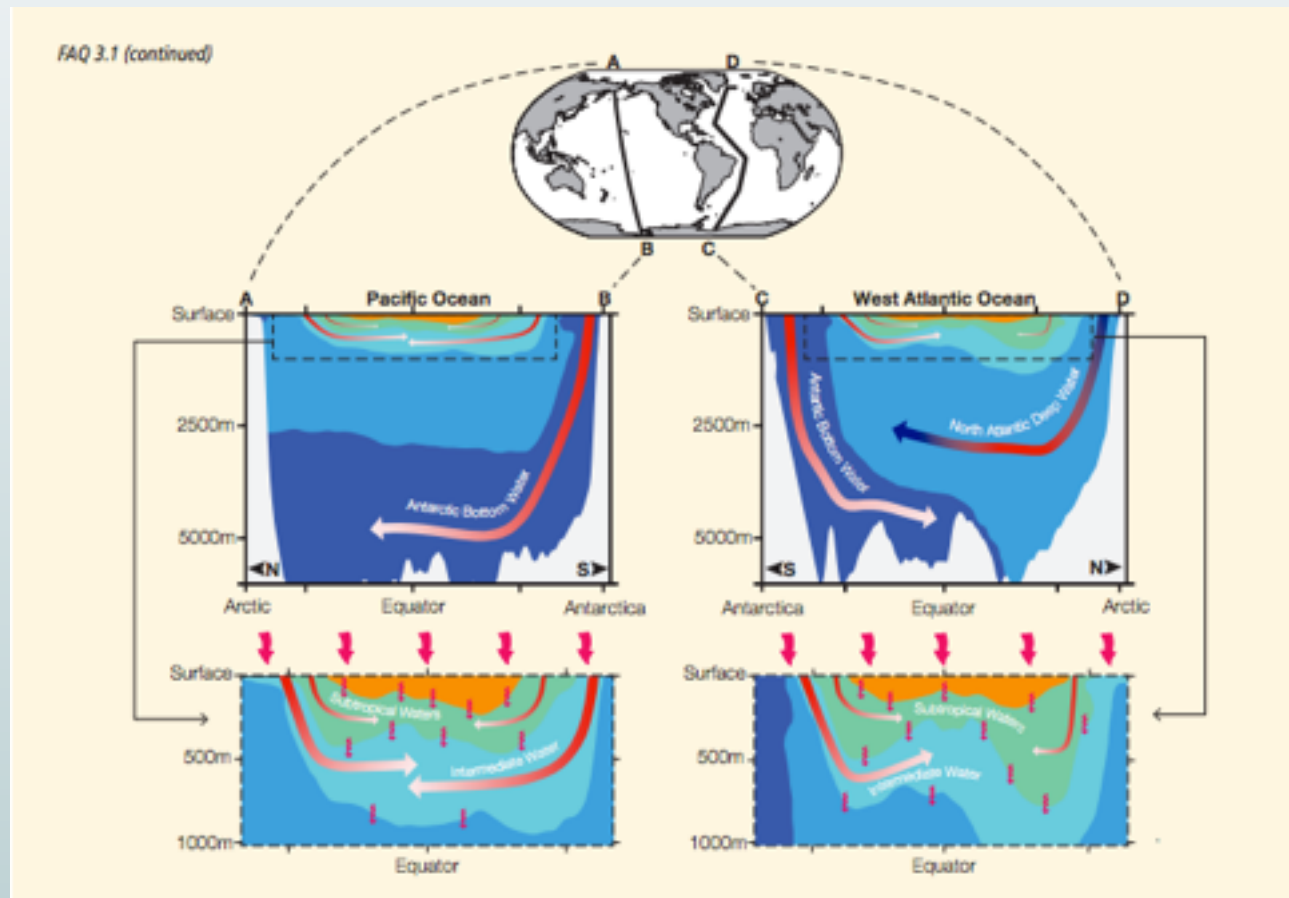 FAQ 3.1 (continued)
A D
B C
A Pacific Ocean B
Surface
2500m
5000m
Antarctic Bottom Water
N S
Arctic Equator Antarctica
C West Atlantic Ocean D
Surface
2500m
5000m
Antarctic Bottom Water
North Atlantic Deep Water
S N
Antarctica Equator Arctic
Surface
500m
1000m
Subtropical Waters
Intermediate Water
Equator
Surface
500m
1000m
Subtropical Waters
Intermediate Water
Equator